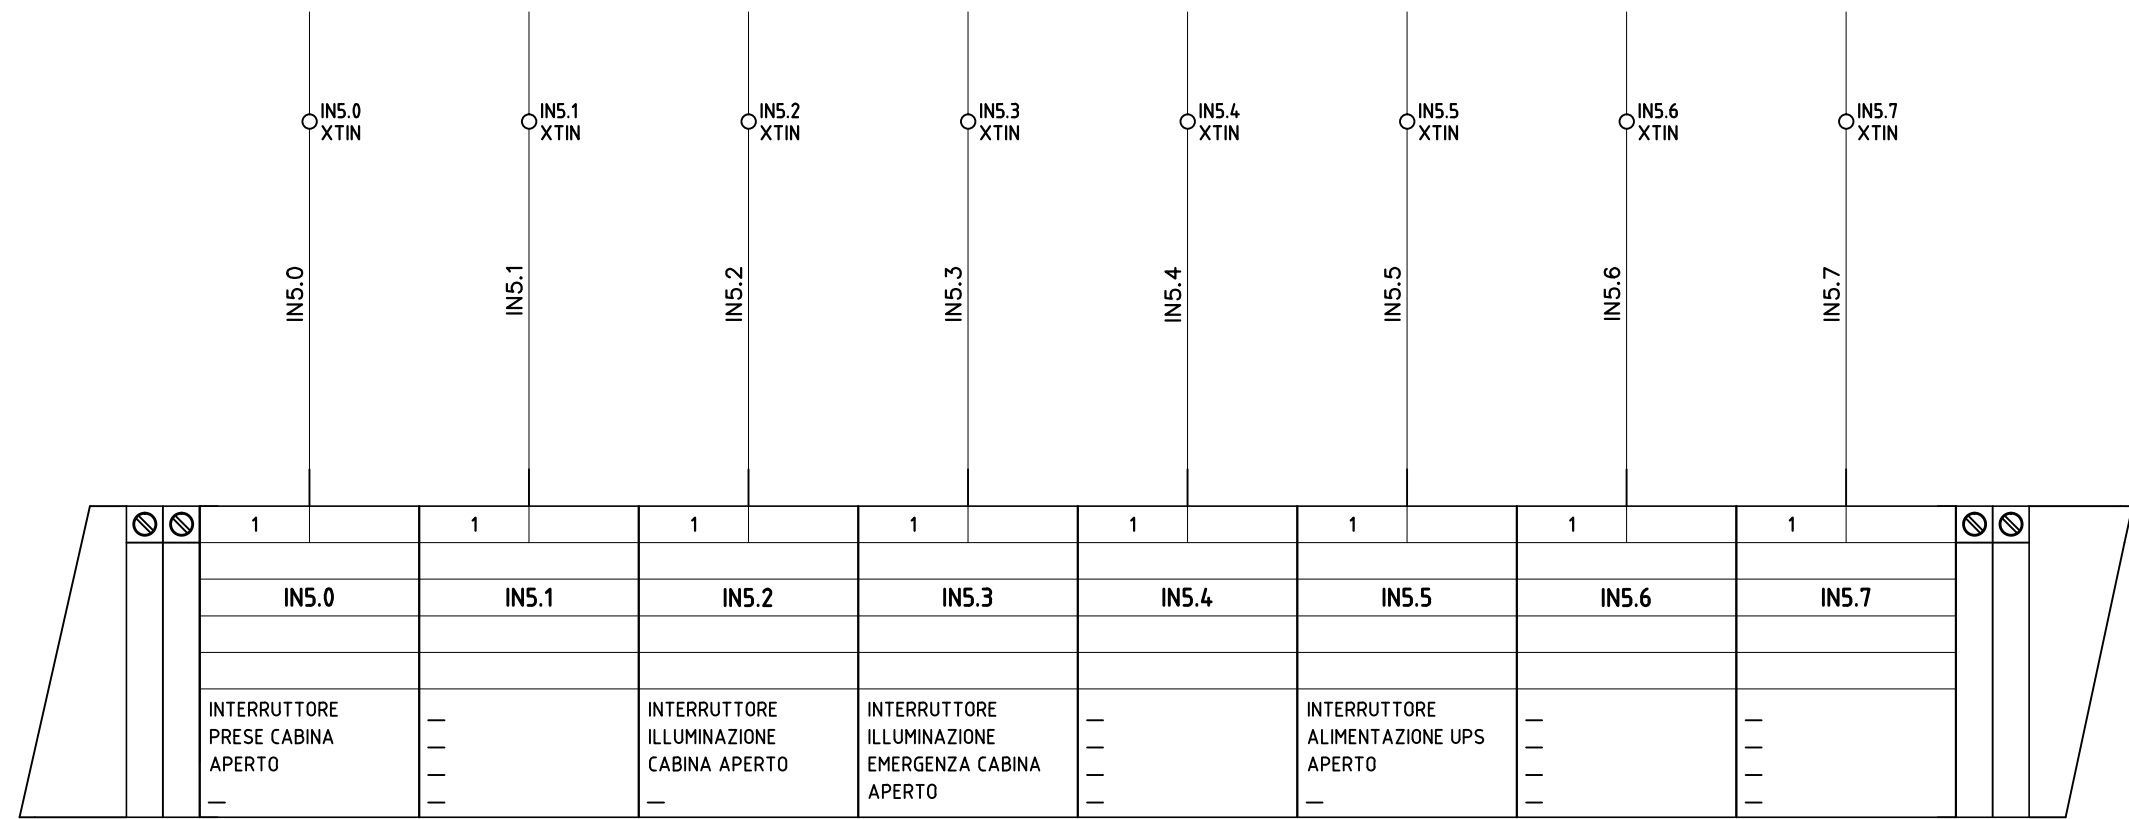 IN5.0
XTIN
IN5.1
XTIN
IN5.2
XTIN
IN5.3
XTIN
IN5.4
XTIN
IN5.5
XTIN
IN5.6
XTIN
IN5.7
XTIN
IN5.0
IN5.1
IN5.2
IN5.3
IN5.4
IN5.5
IN5.6
IN5.7
1 1 1 1 1 1 1 1
IN5.0 IN5.1 IN5.2 IN5.3 IN5.4 IN5.5 IN5.6 IN5.7
INTERRUTTORE
PRESE CABINA
APERTO
_
_
_
_
_
INTERRUTTORE
ILLUMINAZIONE
CABINA APERTO
_
INTERRUTTORE
ILLUMINAZIONE
EMERGENZA CABINA
APERTO
_
_
_
_
INTERRUTTORE
ALIMENTAZIONE UPS
APERTO
_
_
_
_
_
_
_
_
_